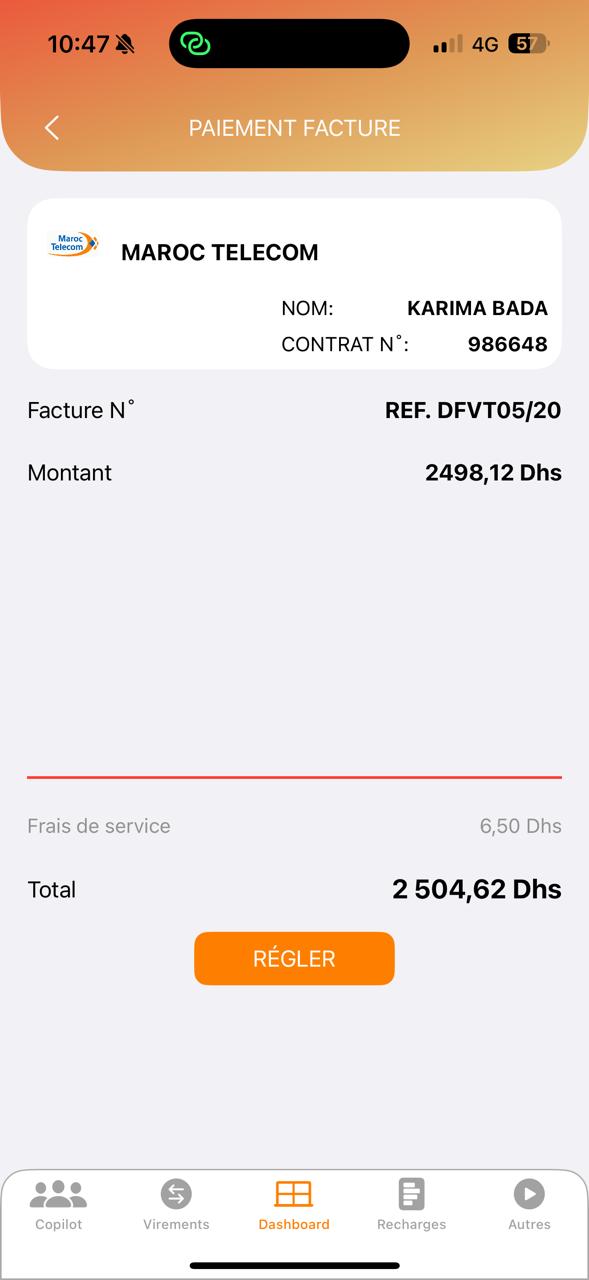 10:47 4G 57
PAIEMENT FACTURE
Maroc
Telecom
MAROC TELECOM
NOM: KARIMA BADA
CONTRAT N°: 986648
Facture N° REF. DFVT05/20
Montant 2498,12 Dhs
Frais de service 6,50 Dhs
Total 2 504,62 Dhs
RÉGLER
Copilot Virements Dashboard Recharges Autres